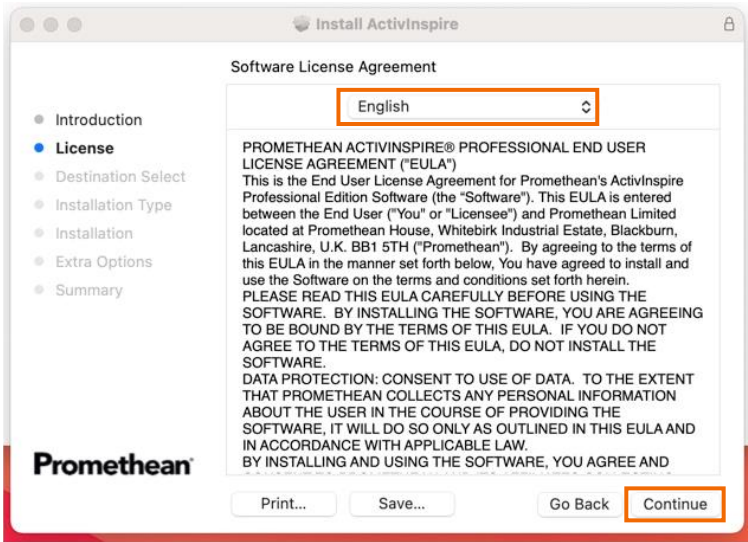 Install ActivInspire
Software License Agreement
English
Introduction
License
Destination Select
Installation Type
Installation
Extra Options
Summary
PROMETHEAN ACTIVINSPIRE® PROFESSIONAL END USER
LICENSE AGREEMENT ("EULA")
This is the End User License Agreement for Promethean's ActivInspire
Professional Edition Software (the “Software"). This EULA is entered
between the End User ("You" or "Licensee") and Promethean Limited
located at Promethean House, Whitebirk Industrial Estate, Blackburn,
Lancashire, U.K. BB1 5TH ("Promethean").  By agreeing to the terms of
this EULA in the manner set forth below, You have agreed to install and
use the Software on the terms and conditions set forth herein.
PLEASE READ THIS EULA CAREFULLY BEFORE USING THE
SOFTWARE.  BY INSTALLING THE SOFTWARE, YOU ARE AGREEING
TO BE BOUND BY THE TERMS OF THIS EULA.  IF YOU DO NOT
AGREE TO THE TERMS OF THIS EULA, DO NOT INSTALL THE
SOFTWARE.
DATA PROTECTION: CONSENT TO USE OF DATA.  TO THE EXTENT
THAT PROMETHEAN COLLECTS ANY PERSONAL INFORMATION
ABOUT THE USER IN THE COURSE OF PROVIDING THE
SOFTWARE, IT WILL DO SO ONLY AS OUTLINED IN THIS EULA AND
IN ACCORDANCE WITH APPLICABLE LAW.
BY INSTALLING AND USING THE SOFTWARE, YOU AGREE AND
Promethean
Print...
Save...
Go Back
Continue